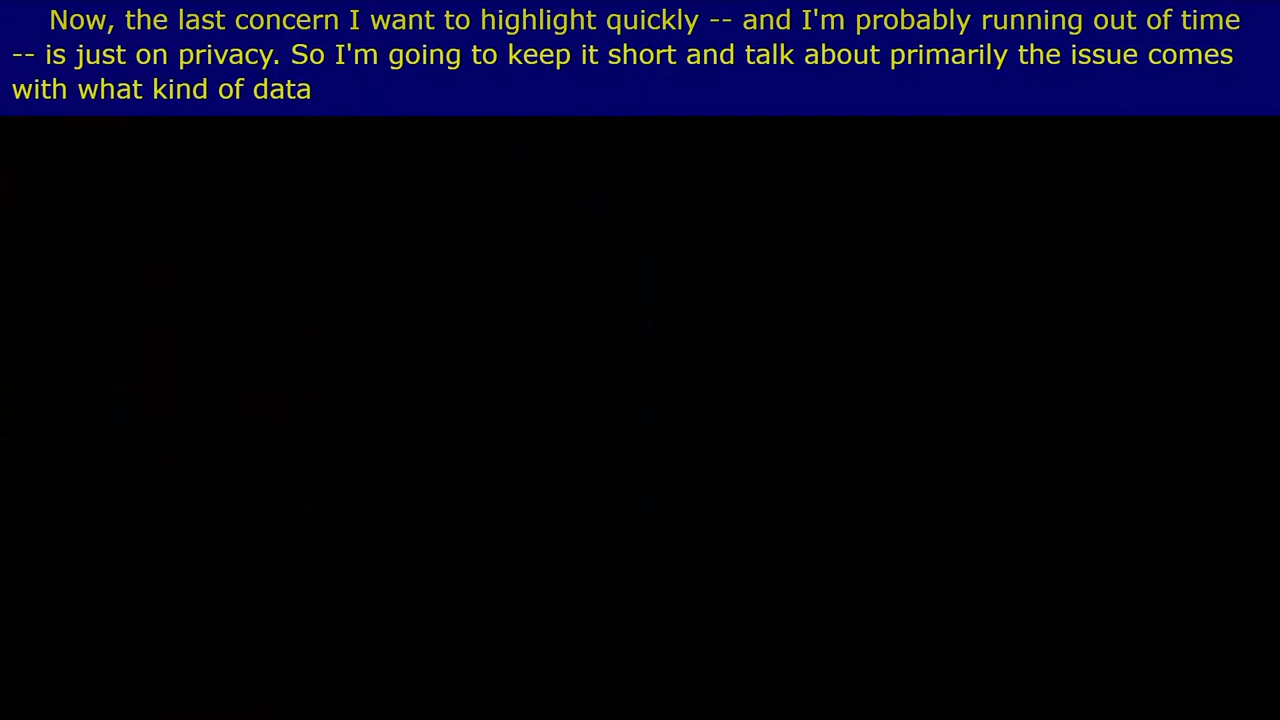 Now, the last concern I want to highlight quickly -- and I'm probably running out of time
-- is just on privacy. So I'm going to keep it short and talk about primarily the issue comes
with what kind of data